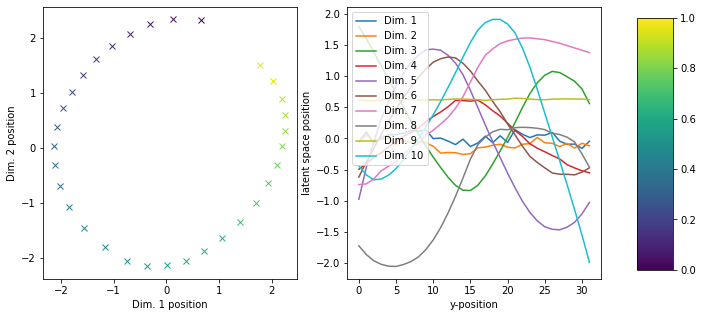 2
1
0
−1
−2
Dim. 2 position
−2
−1
0
1
2
Dim. 1 position
2.0
1.5
1.0
0.5
0.0
−0.5
−1.0
−1.5
−2.0
latent space position
Dim. 1
Dim. 2
Dim. 3
Dim. 4
Dim. 5
Dim. 6
Dim. 7
Dim. 8
Dim. 9
Dim. 10
0
5
10
15
20
25
30
y-position
1.0
0.8
0.6
0.4
0.2
0.0